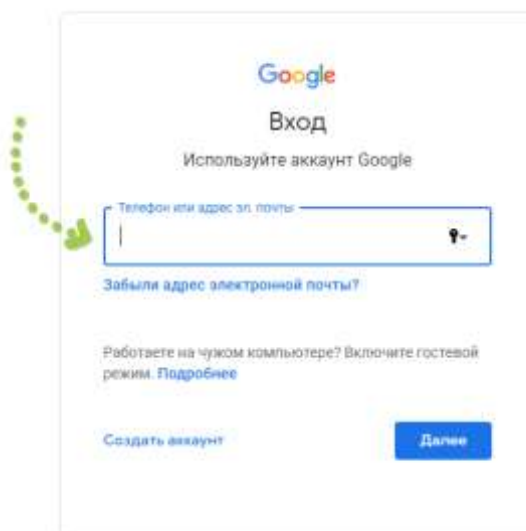 Google
Вход
Используйте аккаунт Google
Телефон или адрес эл. почты
Забыли адрес электронной почты?
Работаете на чужом компьютере? Включите гостевой
режим. Подробнее
Создать аккаунт
Далее